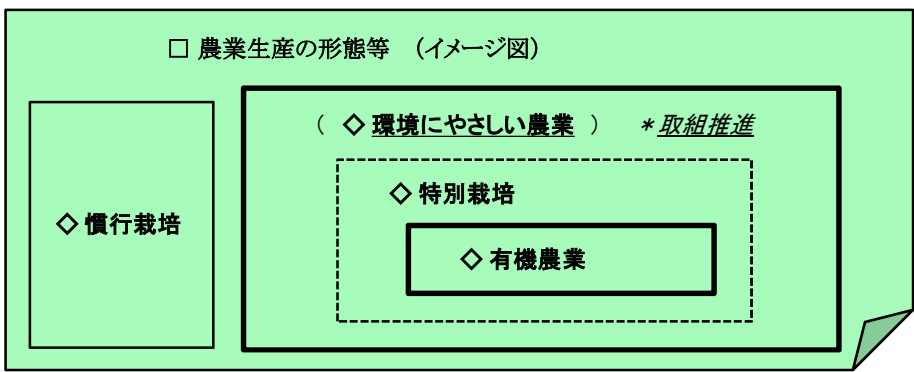 □ 農業生産の形態等　（イメージ図）
（ ◇ 環境にやさしい農業 ）　＊取組推進
◇ 特別栽培
◇ 慣行栽培
◇ 有機農業